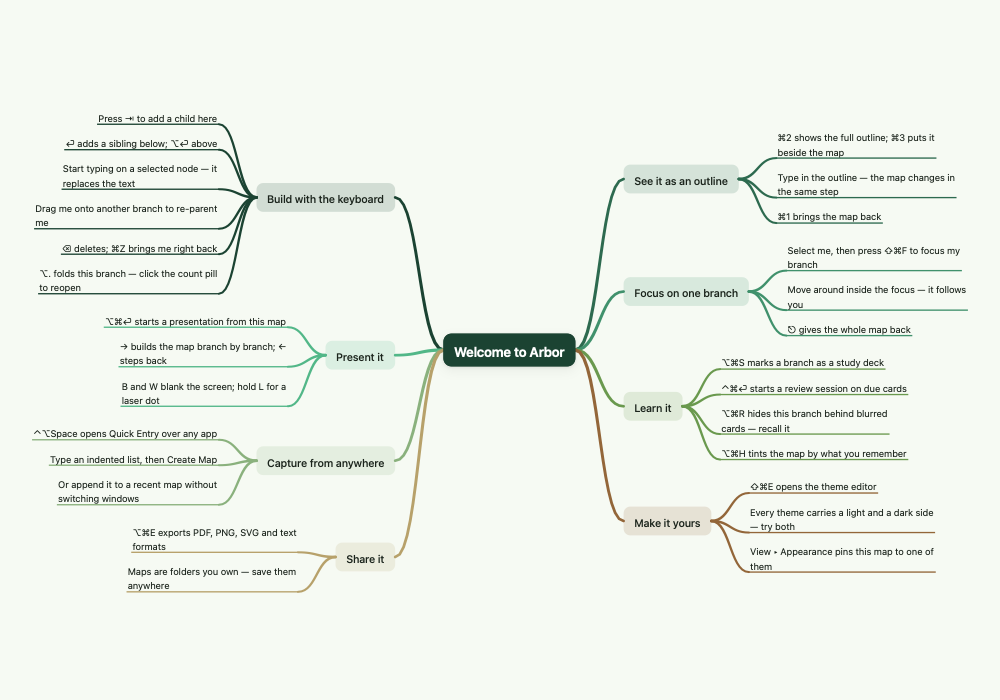 Welcome to Arbor
See it as an outline
⌘2 shows the full outline; ⌘3 puts it
beside the map
Type in the outline — the map changes in
the same step
⌘1 brings the map back
Focus on one branch
Select me, then press ⇧⌘F to focus my
branch
Move around inside the focus — it follows
you
⎋ gives the whole map back
Learn it
⌥⌘S marks a branch as a study deck
⌃⌘⏎ starts a review session on due cards
⌥⌘R hides this branch behind blurred
cards — recall it
⌥⌘H tints the map by what you remember
Make it yours
⇧⌘E opens the theme editor
Every theme carries a light and a dark side
— try both
View ▸ Appearance pins this map to one of
them
Build with the keyboard
Press ⇥ to add a child here
⏎ adds a sibling below; ⌥⏎ above
Start typing on a selected node — it
replaces the text
Drag me onto another branch to re-parent
me
⌫ deletes; ⌘Z brings me right back
⌥. folds this branch — click the count pill
to reopen
Present it
⌥⌘⏎ starts a presentation from this map
→ builds the map branch by branch; ←
steps back
B and W blank the screen; hold L for a
laser dot
Capture from anywhere
⌃⌥Space opens Quick Entry over any app
Type an indented list, then Create Map
Or append it to a recent map without
switching windows
Share it
⌥⌘E exports PDF, PNG, SVG and text
formats
Maps are folders you own — save them
anywhere